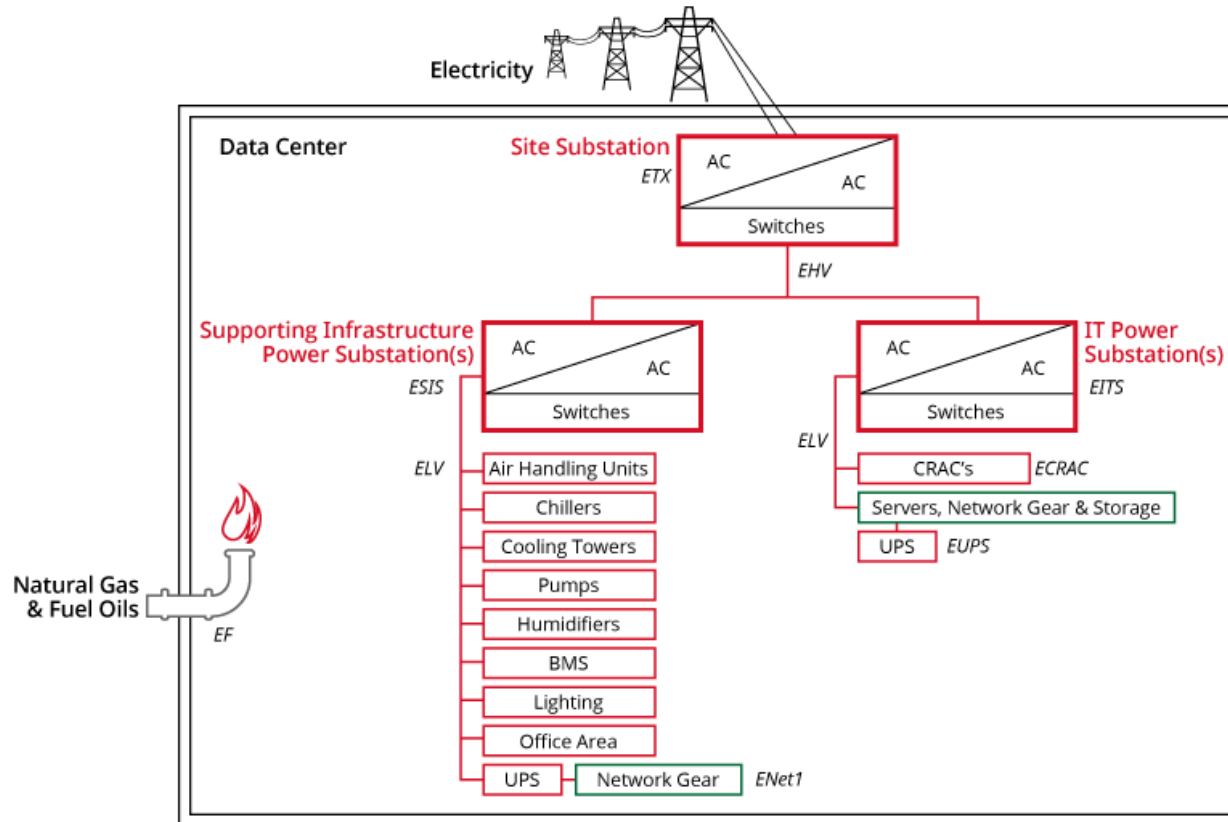 Electricity
Data Center
Site Substation
ETX
AC
AC
Switches
EHV
Supporting Infrastructure
Power Substation(s)
ESIS
AC
AC
Switches
IT Power
Substation(s)
EITS
AC
AC
Switches
ELV
Air Handling Units
Chillers
Cooling Towers
Pumps
Humidifiers
BMS
Lighting
Office Area
UPS
Network Gear
ENet1
ELV
CRAC's
ECRAC
Servers, Network Gear & Storage
UPS
EUPS
Natural Gas
& Fuel Oils
EF